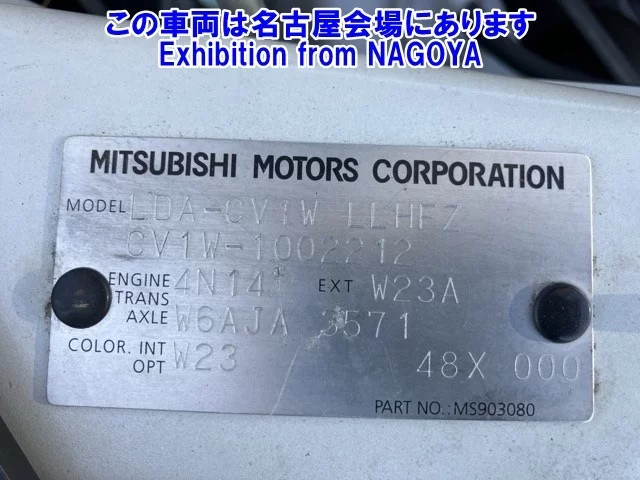 この車両は名古屋会場にあります
Exhibition from NAGOYA
MITSUBISHI MOTORS CORPORATION
MODEL LDA-CV1W LLHFZ
CV1W-1002212
ENGINE 4N14* EXT W23A
TRANS
AXLE W6AJA 3571
COLOR. INT W23
OPT 48X 000
PART NO.: MS903080